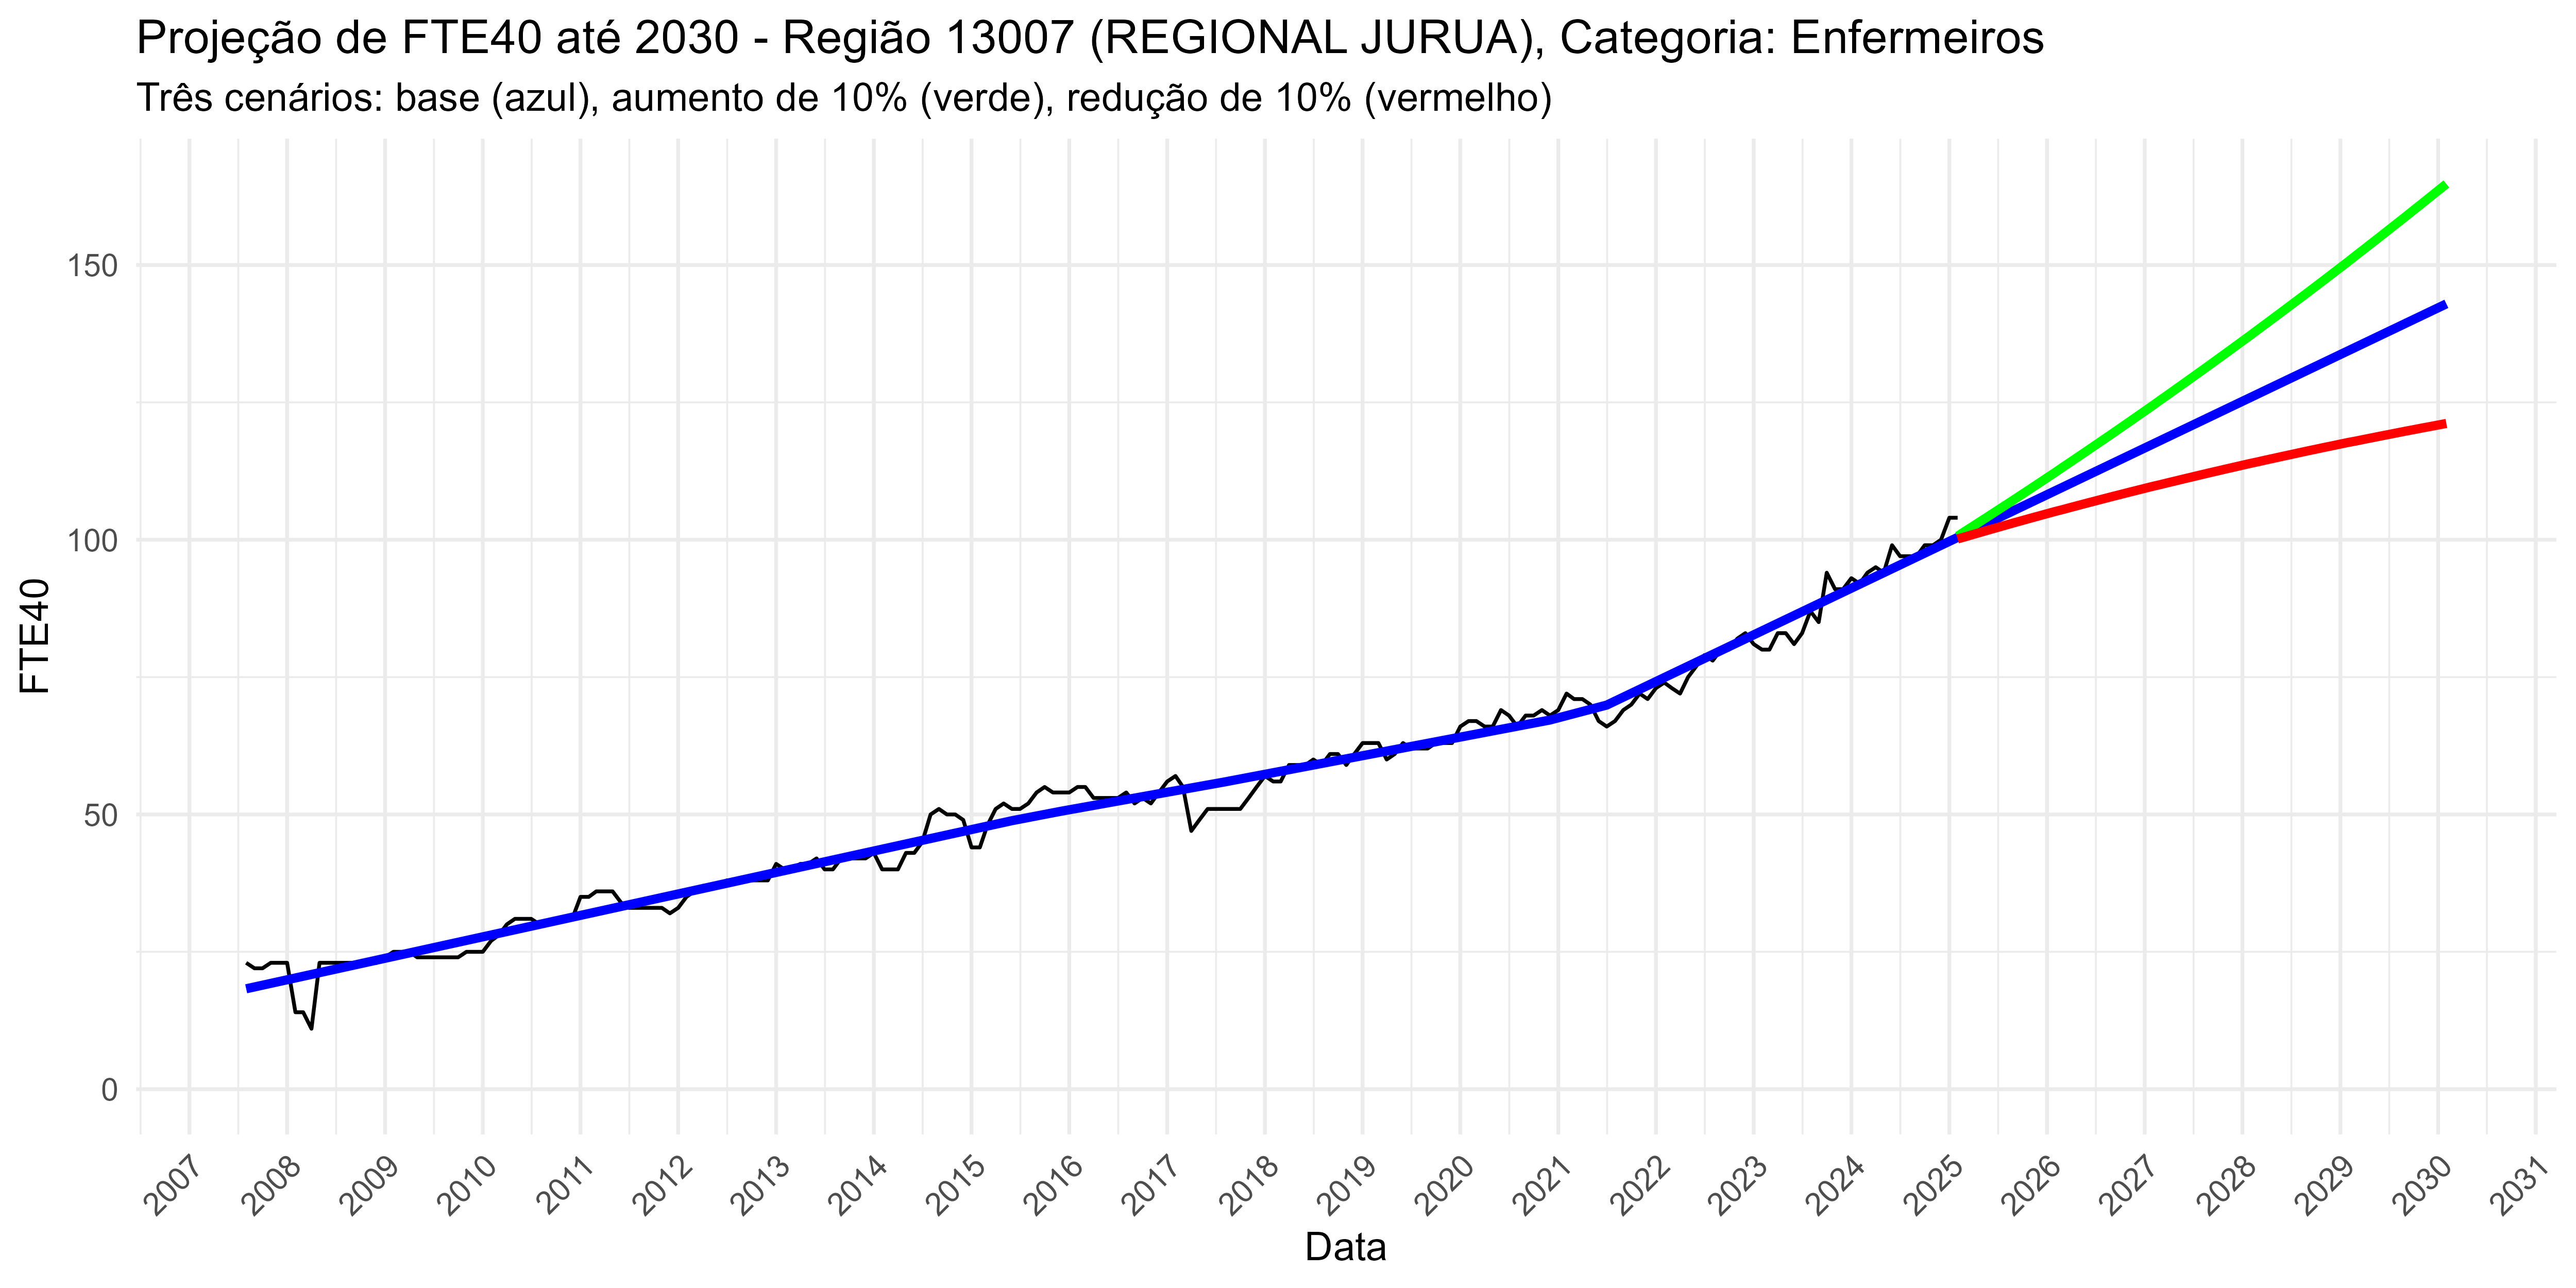 Projeção de FTE40 até 2030 - Região 13007 (REGIONAL JURUA), Categoria: Enfermeiros
Três cenários: base (azul), aumento de 10% (verde), redução de 10% (vermelho)
150
100
50
0
FTE40
2007 2008 2009 2010 2011 2012 2013 2014 2015 2016 2017 2018 2019 2020 2021 2022 2023 2024 2025 2026 2027 2028 2029 2030 2031
Data